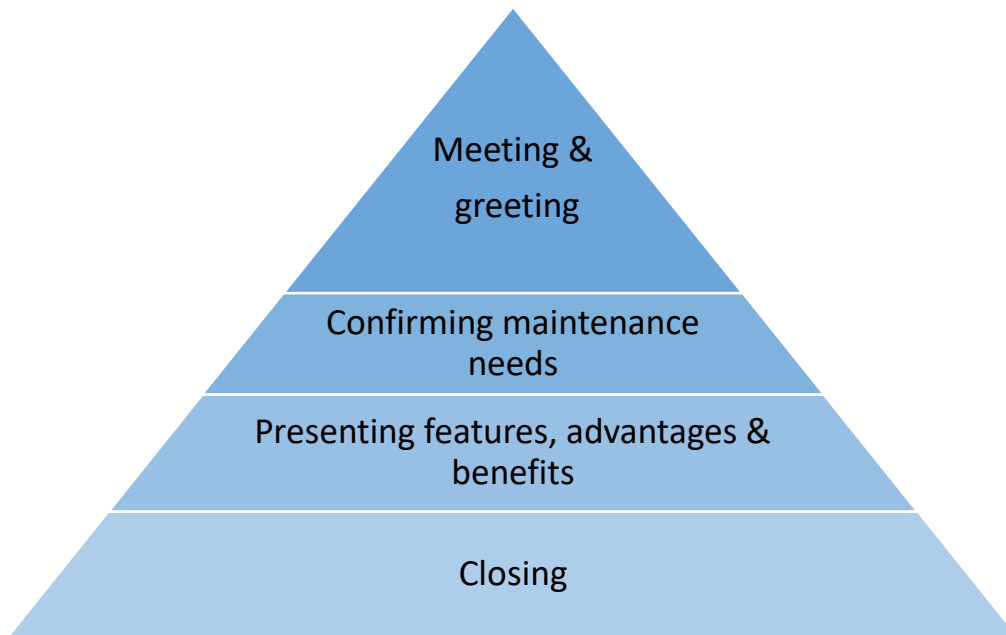 Meeting &
greeting
Confirming maintenance
needs
Presenting features, advantages &
benefits
Closing